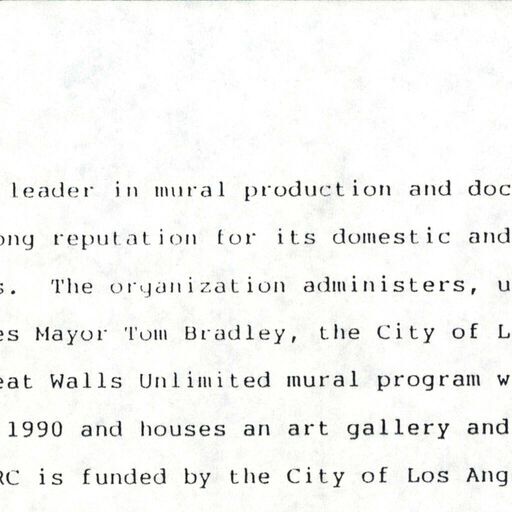 leader in mural production and doc
ong reputation for its domestic and
s. The organization administers, u
es Mayor Tom Bradley, the City of L
eat Walls Unlimited mural program w
1990 and houses an art gallery and
RC is funded by the City of Los Ang